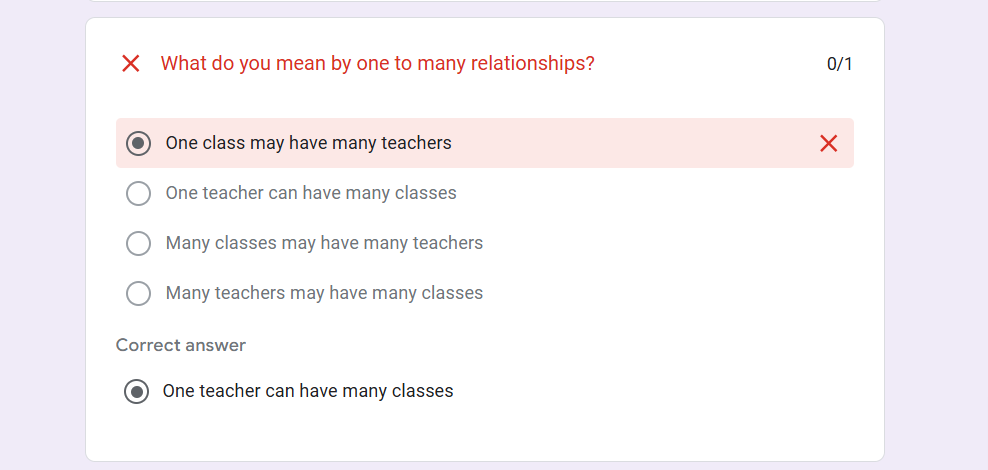 What do you mean by one to many relationships?
0/1
One class may have many teachers
One teacher can have many classes
Many classes may have many teachers
Many teachers may have many classes
Correct answer
One teacher can have many classes